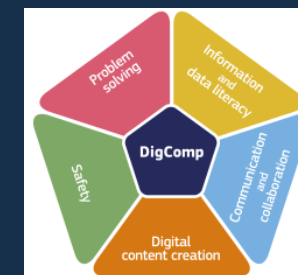 Problem
solving
Information
and
data literacy
DigComp
Safety
Communication
and
collaboration
Digital
content creation